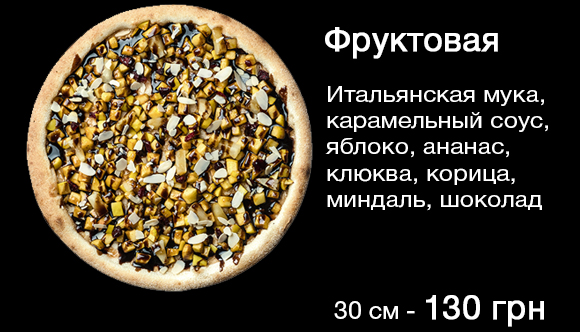 Фруктовая
Итальянская мука,
карамельный соус,
яблоко, ананас,
клюква, корица,
миндаль, шоколад
30 см - 130 грн